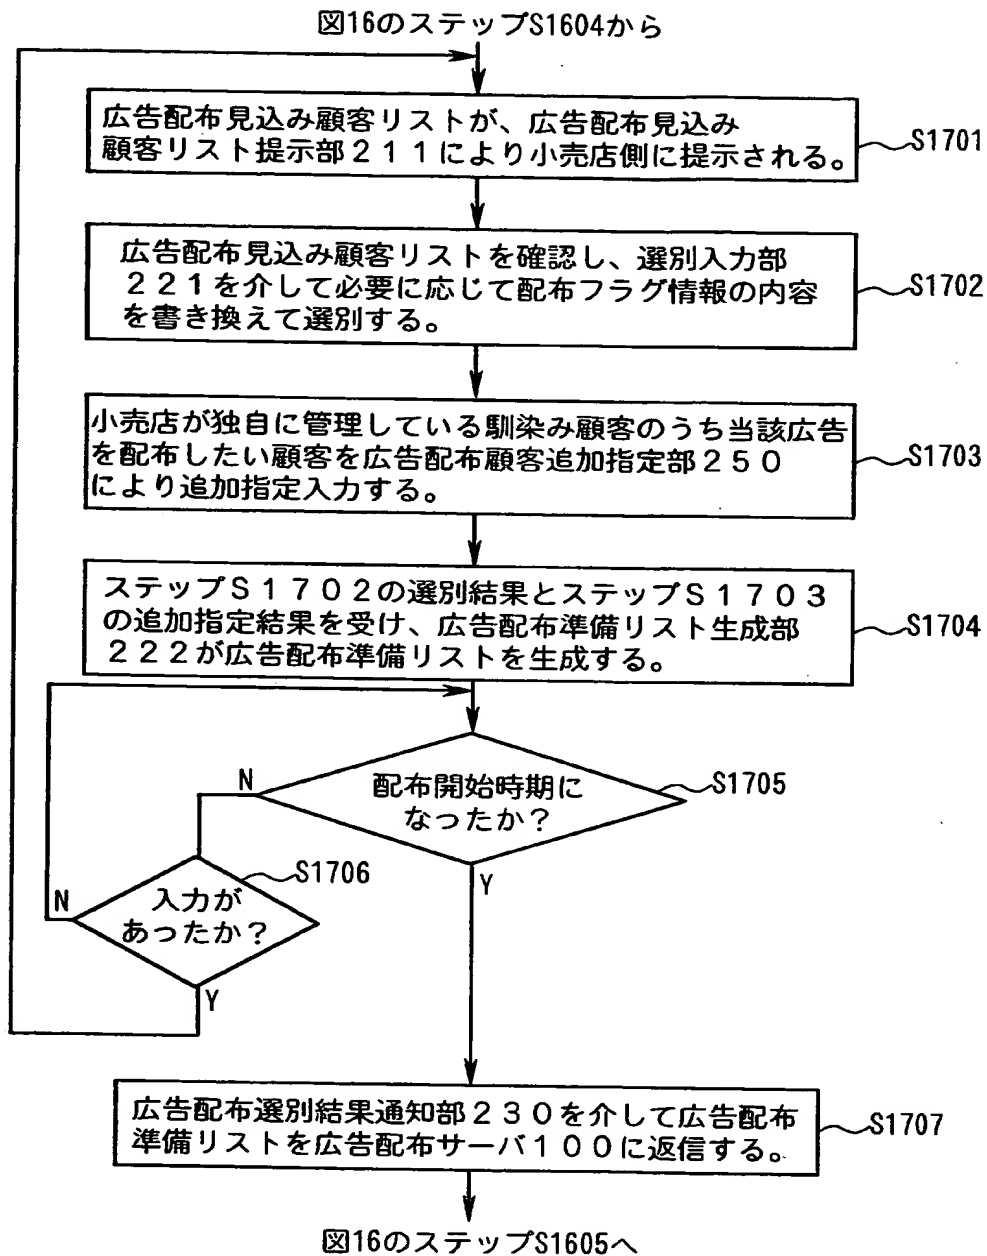 図16のステップS1604から
広告配布見込み顧客リストが、広告配布見込み
顧客リスト提示部２１１により小売店側に提示される。
S1701
広告配布見込み顧客リストを確認し、選別入力部
２２１を介して必要に応じて配布フラグ情報の内容
を書き換えて選別する。
S1702
小売店が独自に管理している馴染み顧客のうち当該広告
を配布したい顧客を広告配布顧客追加指定部２５０
により追加指定入力する。
S1703
ステップＳ１７０２の選別結果とステップＳ１７０３
の追加指定結果を受け、広告配布準備リスト生成部
２２２が広告配布準備リストを生成する。
S1704
配布開始時期に
なったか？
S1705
N
Y
入力が
あったか？
S1706
N
Y
広告配布選別結果通知部２３０を介して広告配布
準備リストを広告配布サーバ１００に返信する。
S1707
図16のステップS1605へ